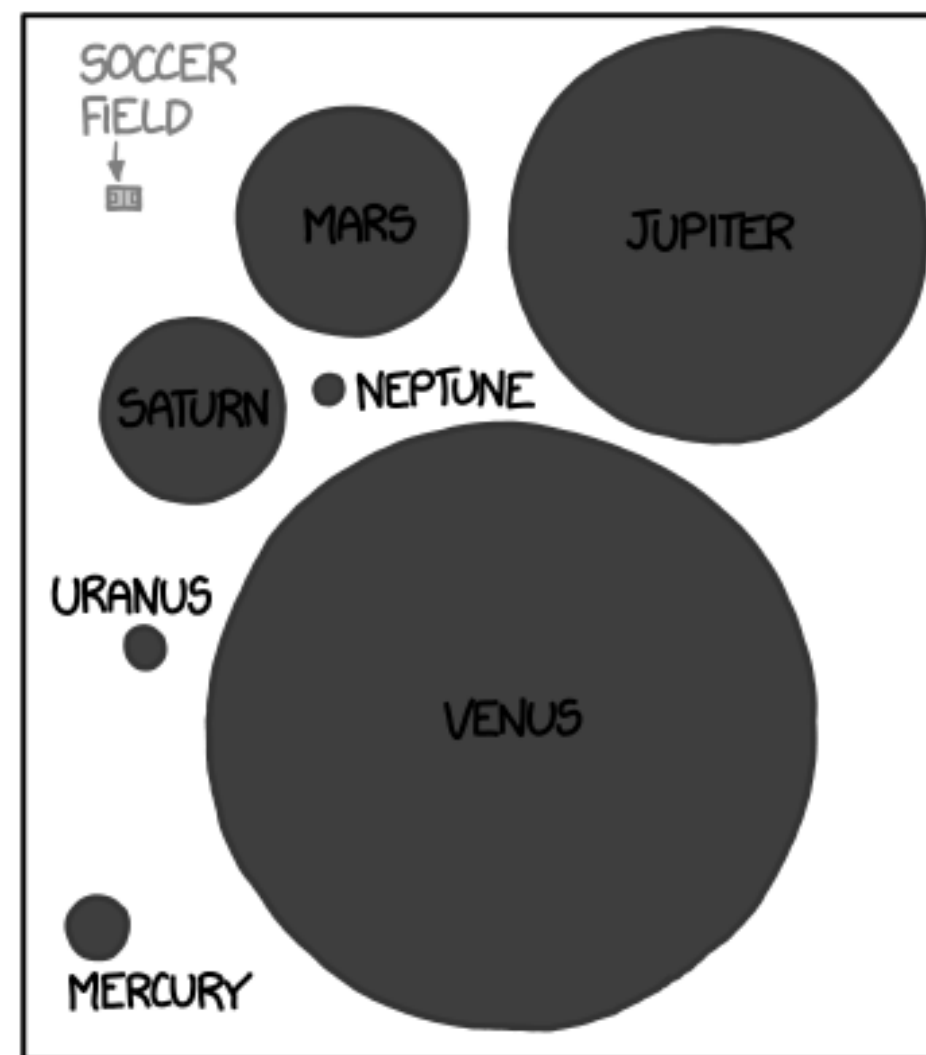 SOCCER
FIELD
MARS
JUPITER
SATURN
NEPTUNE
URANUS
VENUS
MERCURY